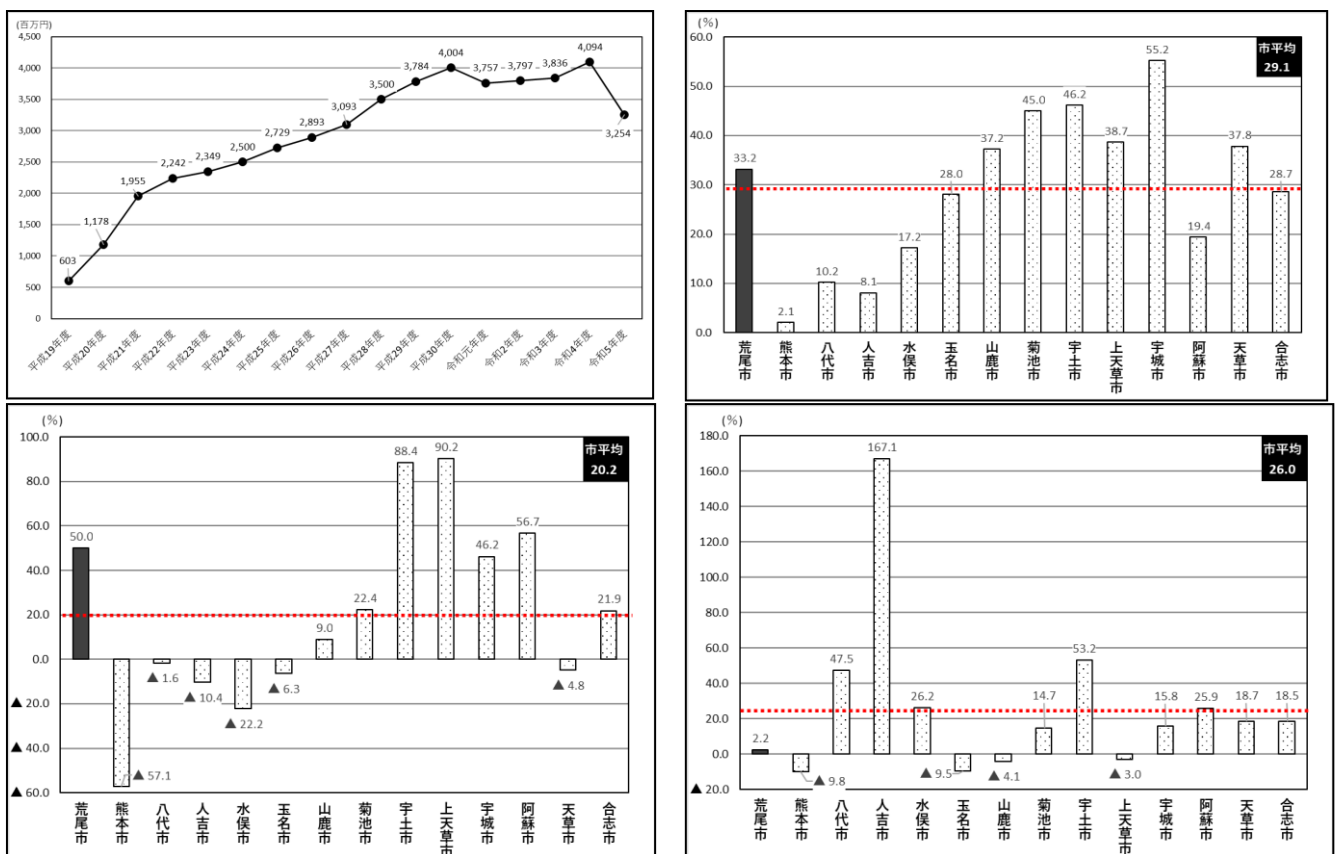 (百万円)
4,500
4,000
3,500
3,000
2,500
2,000
1,500
1,000
500
0
603
1,178
1,955
2,242
2,349
2,500
2,729
2,893
3,093
3,500
3,784
4,004
3,757
3,797
3,836
4,094
3,254
平成19年度
平成20年度
平成21年度
平成22年度
平成23年度
平成24年度
平成25年度
平成26年度
平成27年度
平成28年度
平成29年度
平成30年度
令和元年度
令和2年度
令和3年度
令和4年度
令和5年度
(%)
60.0
50.0
40.0
30.0
20.0
10.0
0.0
市平均
29.1
33.2
2.1
10.2
8.1
17.2
28.0
37.2
45.0
46.2
38.7
55.2
19.4
37.8
28.7
荒尾市
熊本市
八代市
人吉市
水俣市
玉名市
山鹿市
菊池市
宇土市
上天草市
宇城市
阿蘇市
天草市
合志市
(%)
100.0
80.0
60.0
40.0
20.0
0.0
▲ 20.0
▲ 40.0
▲ 60.0
市平均
20.2
50.0
▲ 57.1
▲ 1.6
▲ 10.4
▲ 22.2
▲ 6.3
9.0
22.4
88.4
90.2
46.2
56.7
▲ 4.8
21.9
荒尾市
熊本市
八代市
人吉市
水俣市
玉名市
山鹿市
菊池市
宇土市
上天草市
宇城市
阿蘇市
天草市
合志市
(%)
180.0
160.0
140.0
120.0
100.0
80.0
60.0
40.0
20.0
0.0
▲ 20.0
市平均
26.0
2.2
▲ 9.8
47.5
167.1
26.2
▲ 9.5
▲ 4.1
14.7
53.2
▲ 3.0
15.8
25.9
18.7
18.5
荒尾市
熊本市
八代市
人吉市
水俣市
玉名市
山鹿市
菊池市
宇土市
上天草市
宇城市
阿蘇市
天草市
合志市